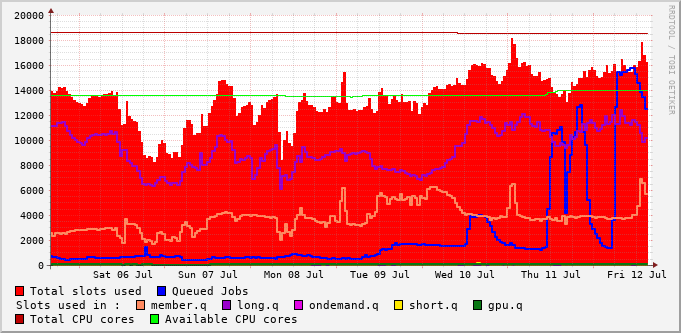 20000
18000
16000
14000
12000
10000
8000
6000
4000
2000
0
Sat 06 Jul Sun 07 Jul Mon 08 Jul Tue 09 Jul Wed 10 Jul Thu 11 Jul Fri 12 Jul
Total slots used Queued Jobs
Slots used in : member.q long.q ondemand.q short.q gpu.q
Total CPU cores Available CPU cores
RRDTOOL / TOBI OETIKER